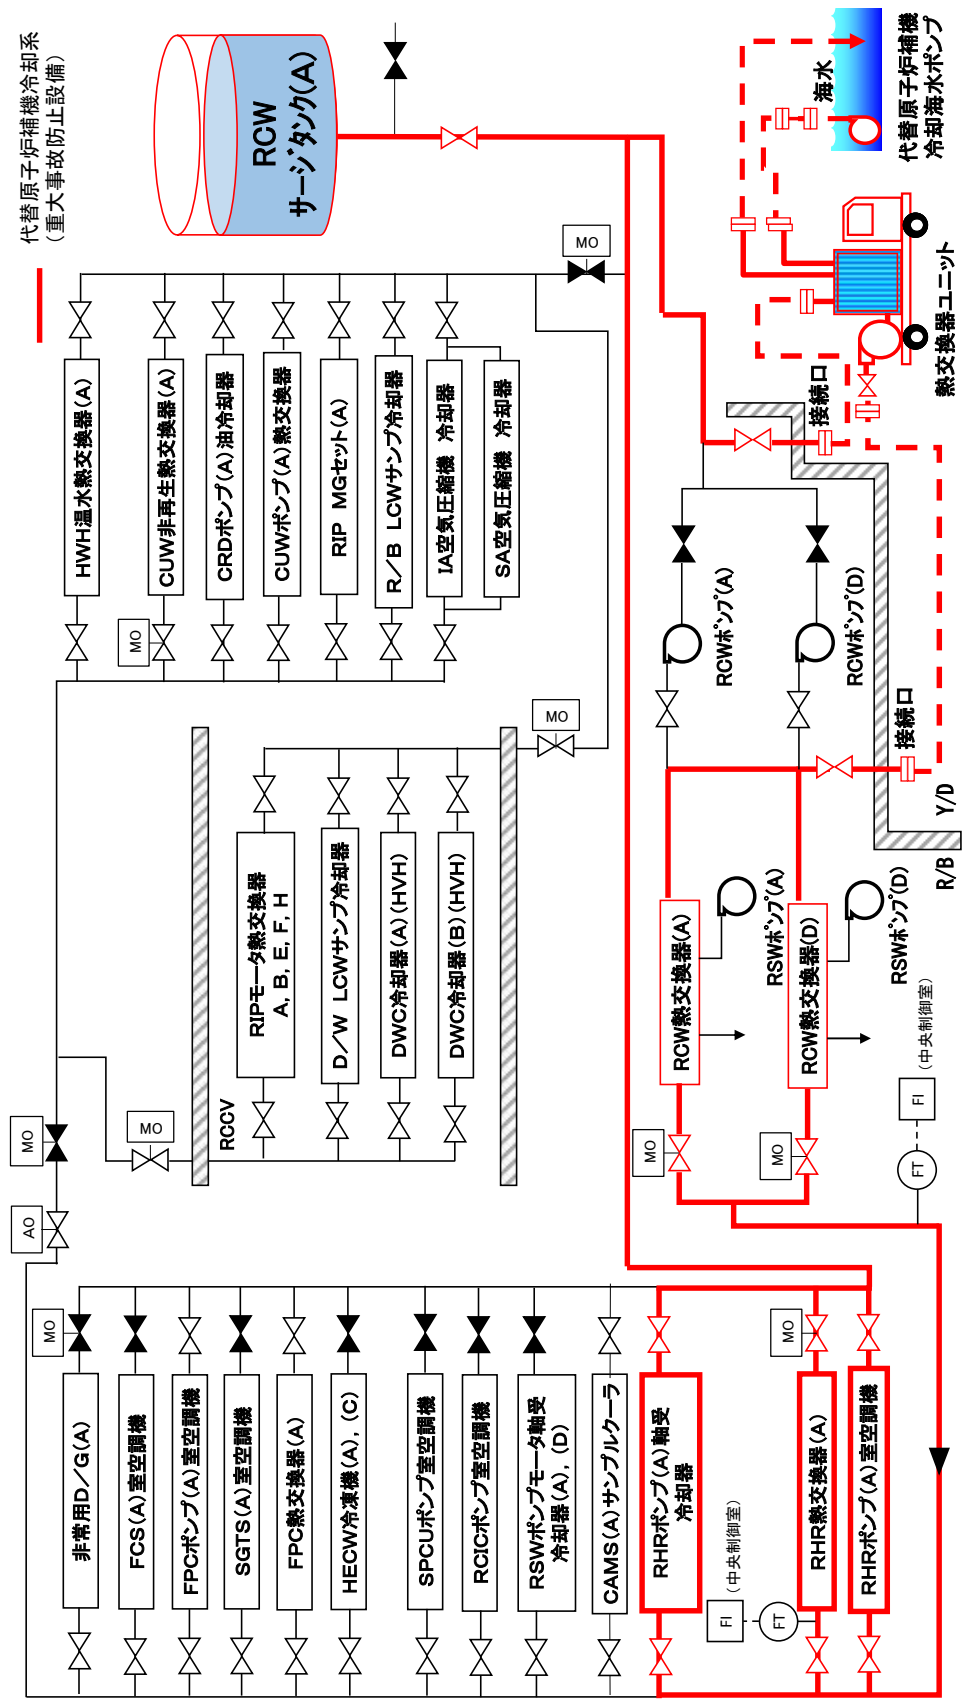 代替原子炉補機冷却系
(重大事故防止設備)
RCW
サージタンク(A)
海水
代替原子炉補機
冷却海水ポンプ
熱交換器ユニット
接続口
接続口
MO
HWH温水熱交換器(A)
CUW非再生熱交換器(A)
CRDポンプ(A)油冷却器
CUWポンプ(A)熱交換器
RIP MGセット(A)
R/B LCWサンプ冷却器
IA空気圧縮機 冷却器
SA空気圧縮機 冷却器
MO
MO
RIPモータ熱交換器
A, B, E, F, H
D/W LCWサンプ冷却器
DWC冷却器(A)(HVH)
DWC冷却器(B)(HVH)
RCCV
MO
MO
AO
RCWポンプ(A)
RCWポンプ(D)
Y/D
R/B
RCW熱交換器(A)
RCW熱交換器(D)
RSWポンプ(A)
RSWポンプ(D)
MO
MO
(中央制御室)
FI
FT
MO
非常用D/G(A)
FCS(A)室空調機
FPCポンプ(A)室空調機
SGTS(A)室空調機
FPC熱交換器(A)
HECW冷凍機(A), (C)
SPCUポンプ室空調機
RCICポンプ室空調機
RSWポンプモータ軸受
冷却器(A), (D)
CAMS(A)サンプルクーラ
RHRポンプ(A)軸受
冷却器
MO
RHR熱交換器(A)
RHRポンプ(A)室空調機
(中央制御室)
FI
FT